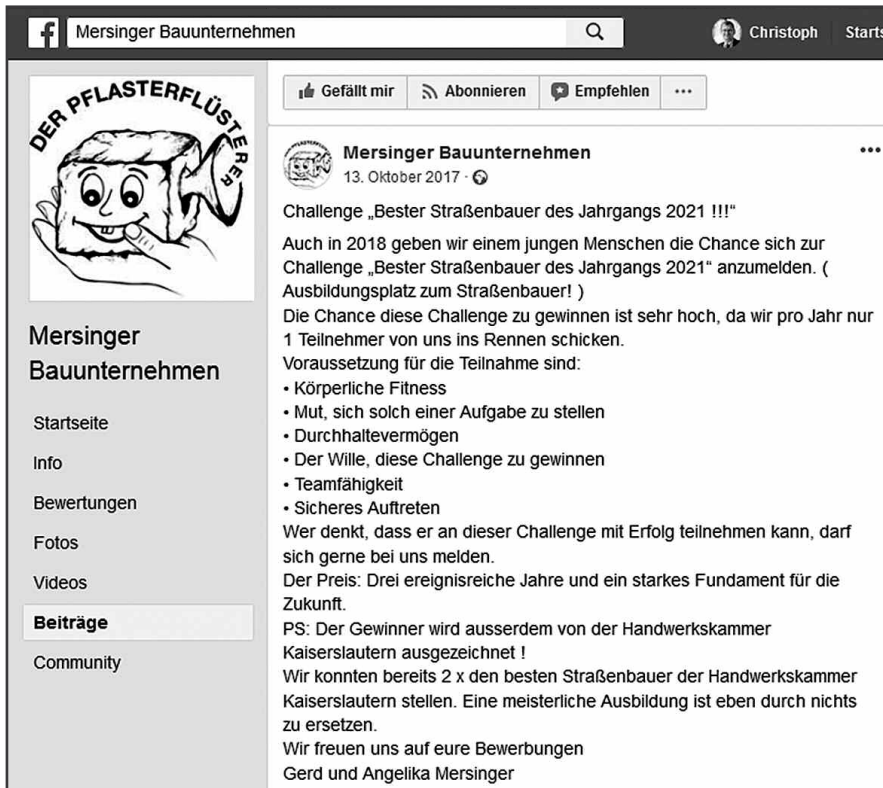 f Mersinger Bauunternehmen Christoph Starts
DER PFLASTERFLÜSTERER
Mersinger
Bauunternehmen
Startseite
Info
Bewertungen
Fotos
Videos
Beiträge
Community
Gefällt mir Abonnieren Empfehlen ...
Mersinger Bauunternehmen
13. Oktober 2017 ·
Challenge „Bester Straßenbauer des Jahrgangs 2021 !!!“
Auch in 2018 geben wir einem jungen Menschen die Chance sich zur
Challenge „Bester Straßenbauer des Jahrgangs 2021“ anzumelden. (
Ausbildungsplatz zum Straßenbauer! )
Die Chance diese Challenge zu gewinnen ist sehr hoch, da wir pro Jahr nur
1 Teilnehmer von uns ins Rennen schicken.
Voraussetzung für die Teilnahme sind:
• Körperliche Fitness
• Mut, sich solch einer Aufgabe zu stellen
• Durchhaltevermögen
• Der Wille, diese Challenge zu gewinnen
• Teamfähigkeit
• Sicheres Auftreten
Wer denkt, dass er an dieser Challenge mit Erfolg teilnehmen kann, darf
sich gerne bei uns melden.
Der Preis: Drei ereignisreiche Jahre und ein starkes Fundament für die
Zukunft.
PS: Der Gewinner wird ausserdem von der Handwerkskammer
Kaiserslautern ausgezeichnet !
Wir konnten bereits 2 x den besten Straßenbauer der Handwerkskammer
Kaiserslautern stellen. Eine meisterliche Ausbildung ist eben durch nichts
zu ersetzen.
Wir freuen uns auf eure Bewerbungen
Gerd und Angelika Mersinger